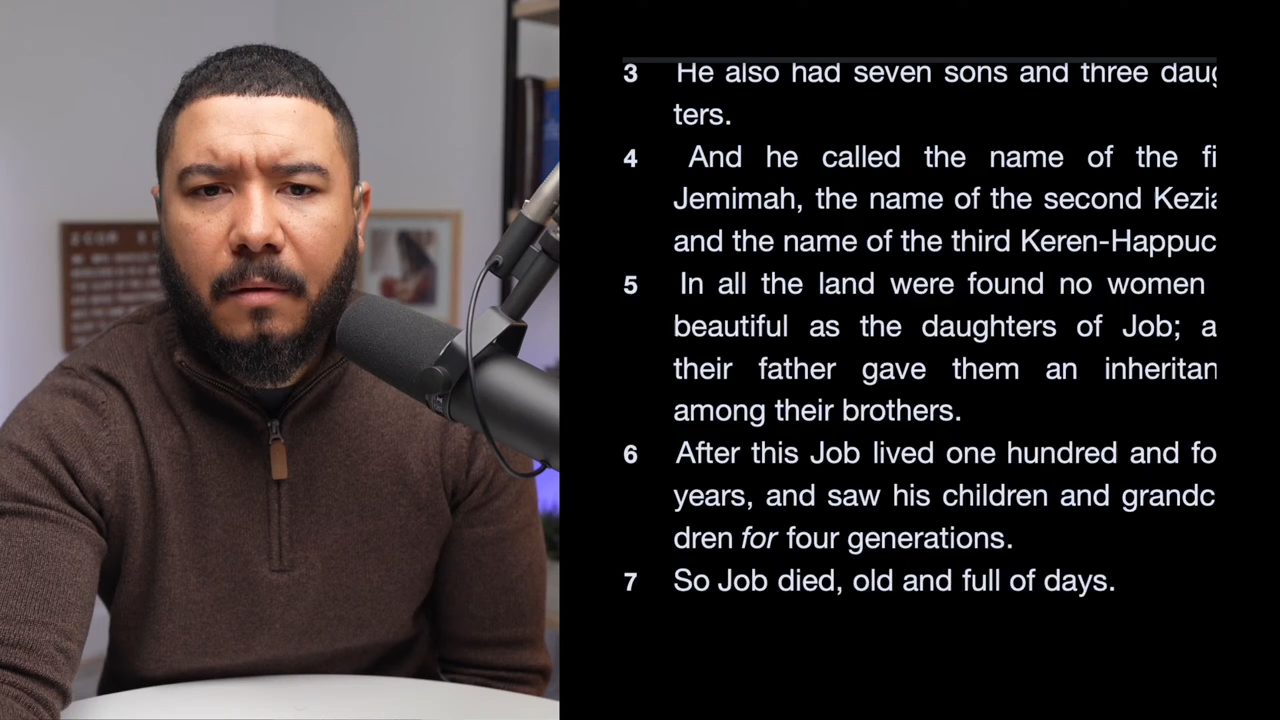 3 He also had seven sons and three daug
ters.
4 And he called the name of the fi
Jemimah, the name of the second Kezia
and the name of the third Keren-Happuc
5 In all the land were found no women
beautiful as the daughters of Job; a
their father gave them an inheritan
among their brothers.
6 After this Job lived one hundred and fo
years, and saw his children and grandc
dren for four generations.
7 So Job died, old and full of days.